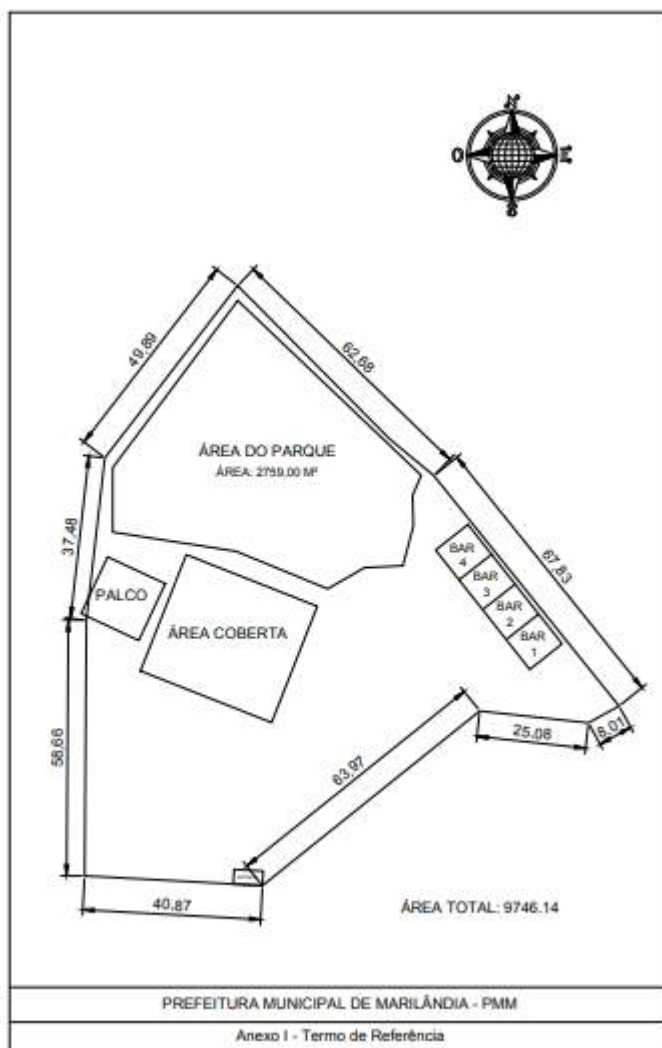 N
O
E
S
49,89
62,68
ÁREA DO PARQUE
ÁREA: 2759,00 M²
37,48
67,83
BAR
4
BAR
3
BAR
2
BAR
1
PALCO
ÁREA COBERTA
58,66
63,97
25,08
8,01
40,87
ÁREA TOTAL: 9746.14
PREFEITURA MUNICIPAL DE MARILÂNDIA - PMM
Anexo I - Termo de Referência